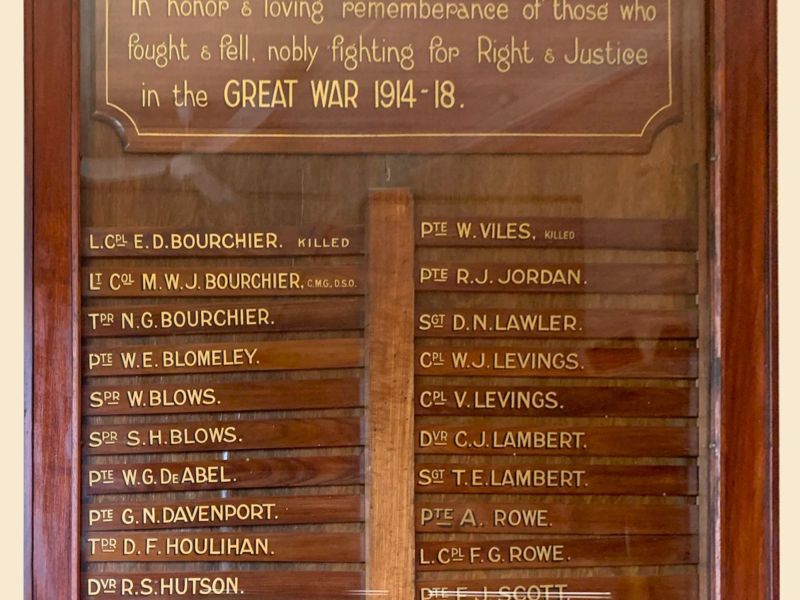 In honor & loving rememberance of those who
fought & fell, nobly fighting for Right & Justice
in the GREAT WAR 1914-18.
L.CPL E.D.BOURCHIER. KILLED
LT COL M.W.J.BOURCHIER, C.M.G., D.S.O.
TPR N.G.BOURCHIER.
PTE W.E.BLOMELEY.
SPR W.BLOWS.
SPR S.H.BLOWS.
PTE W.G.DeABEL.
PTE G.N.DAVENPORT.
TPR D.F.HOULIHAN.
DVR R.S.HUTSON.
PTE W.VILES, KILLED
PTE R.J.JORDAN.
SGT D.N.LAWLER.
CPL W.J.LEVINGS.
CPL V.LEVINGS.
DVR C.J.LAMBERT.
SGT T.E.LAMBERT.
PTE A. ROWE.
L.CPL F.G.ROWE.
PTE F.J.SCOTT.